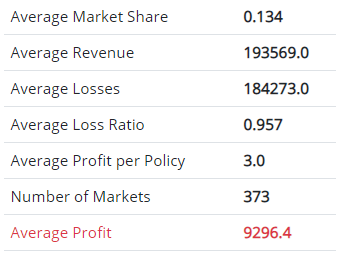 Average Market Share 0.134
Average Revenue 193569.0
Average Losses 184273.0
Average Loss Ratio 0.957
Average Profit per Policy 3.0
Number of Markets 373
Average Profit 9296.4